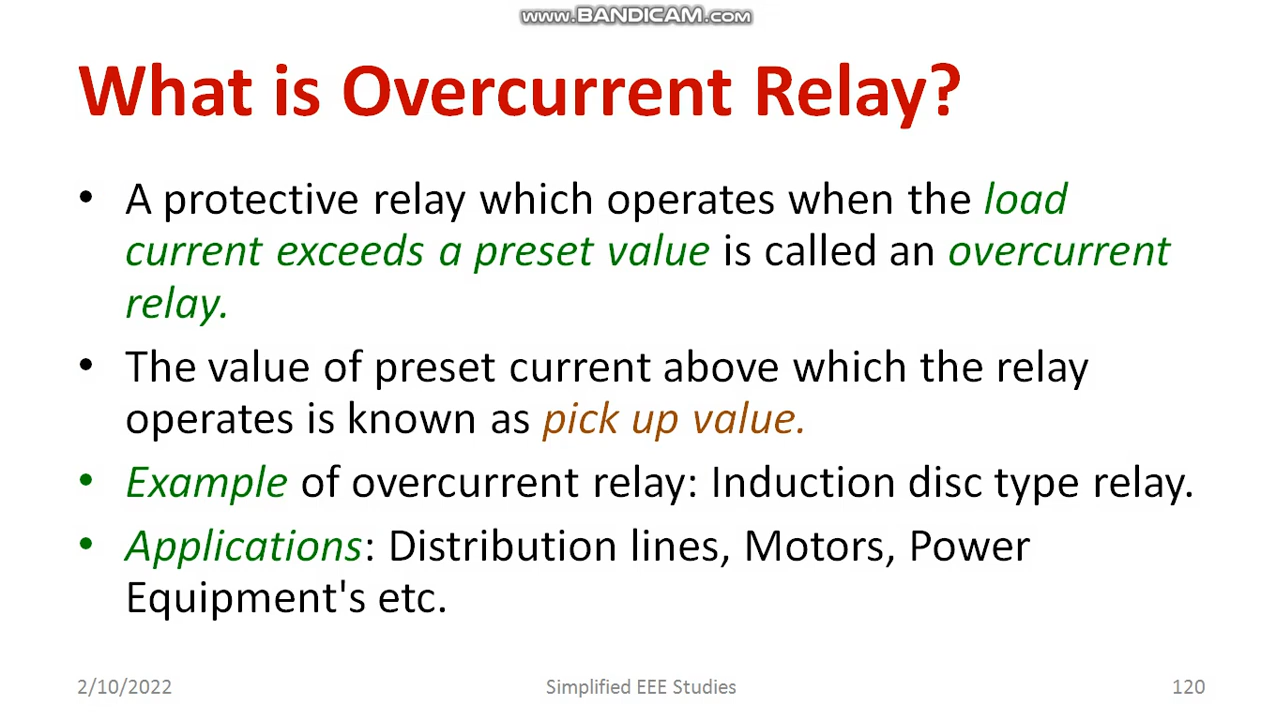 www.BANDICAM.com
What is Overcurrent Relay?
• A protective relay which operates when the load
current exceeds a preset value is called an overcurrent
relay.
• The value of preset current above which the relay
operates is known as pick up value.
• Example of overcurrent relay: Induction disc type relay.
• Applications: Distribution lines, Motors, Power
Equipment's etc.
2/10/2022 Simplified EEE Studies 120